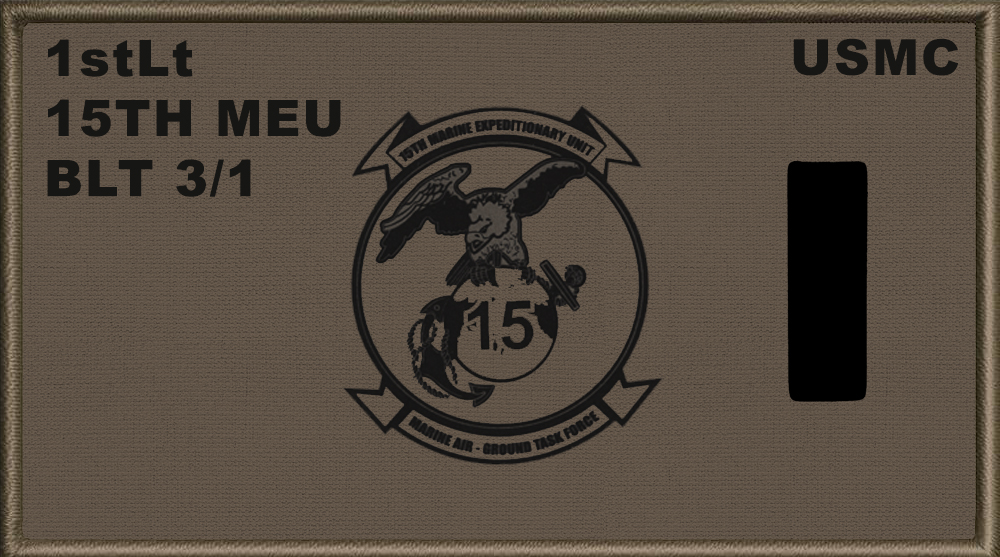 1stLt
USMC
15TH MEU
BLT 3/1
15TH MARINE EXPEDITIONARY UNIT
15
MARINE AIR - GROUND TASK FORCE